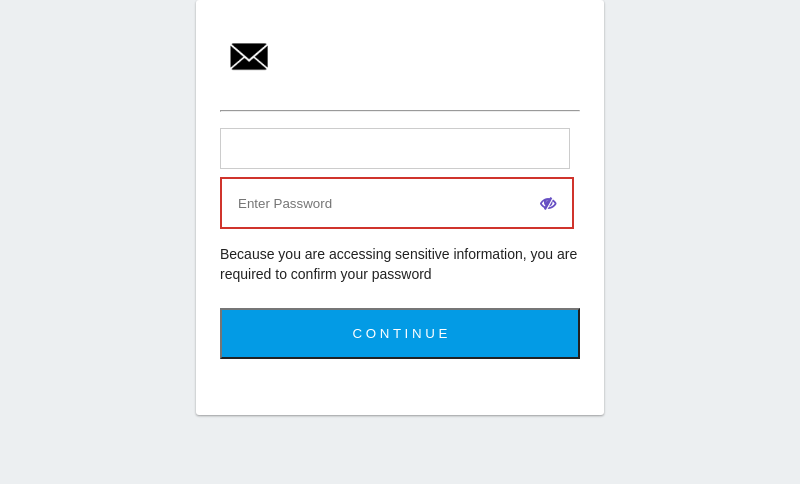 Enter Password
Because you are accessing sensitive information, you are
required to confirm your password
CONTINUE